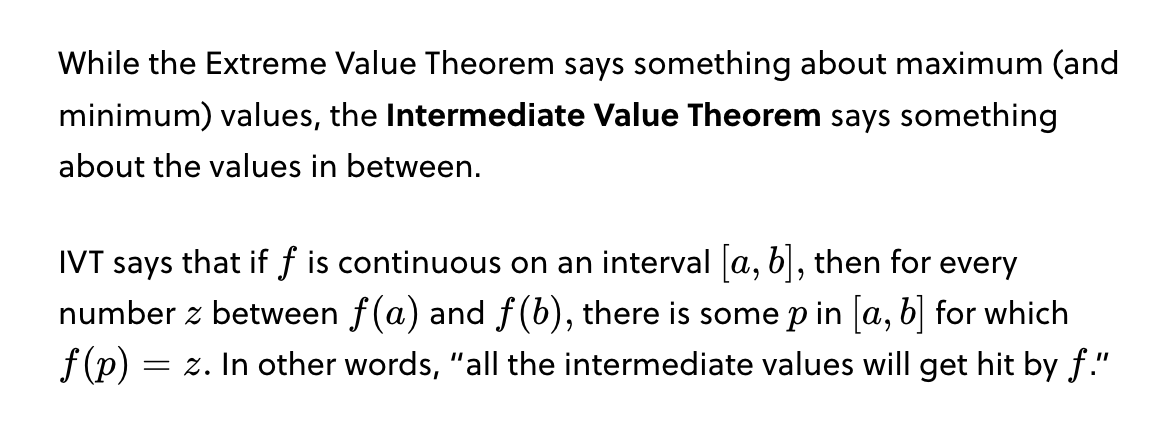 While the Extreme Value Theorem says something about maximum (and
minimum) values, the Intermediate Value Theorem says something
about the values in between.
IVT says that if f is continuous on an interval [a, b], then for every
number z between f(a) and f(b), there is some p in [a, b] for which
f(p) = z. In other words, "all the intermediate values will get hit by f."